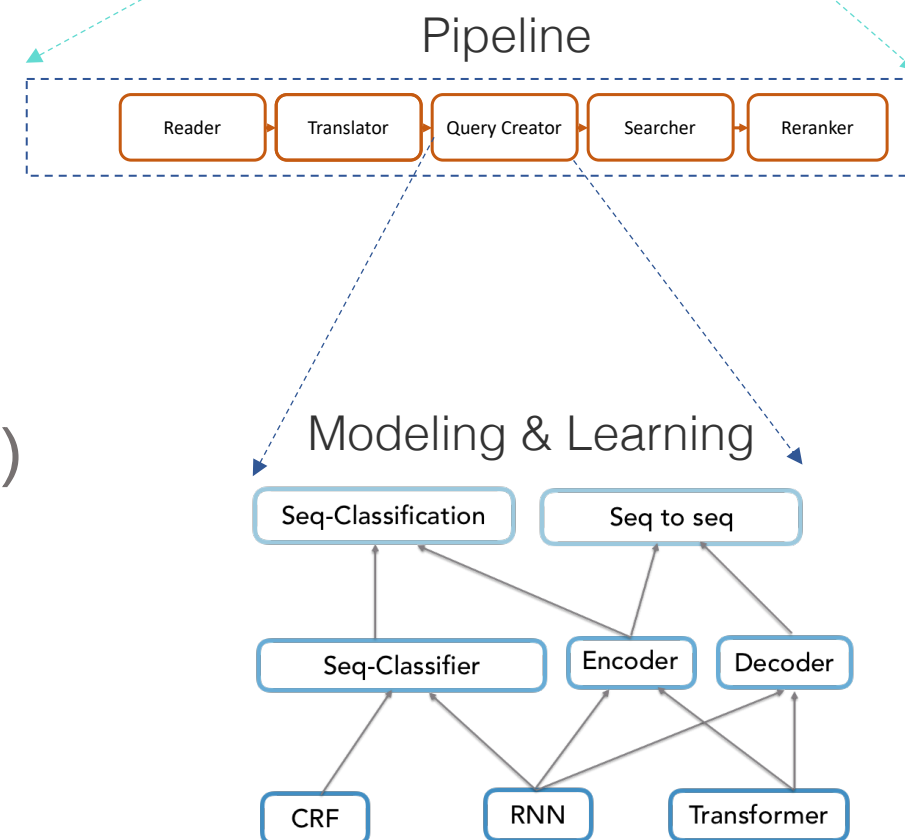 Pipeline
Reader
Translator
Query Creator
Searcher
Reranker
)
Modeling & Learning
Seq-Classification
Seq to seq
Seq-Classifier
Encoder
Decoder
CRF
RNN
Transformer